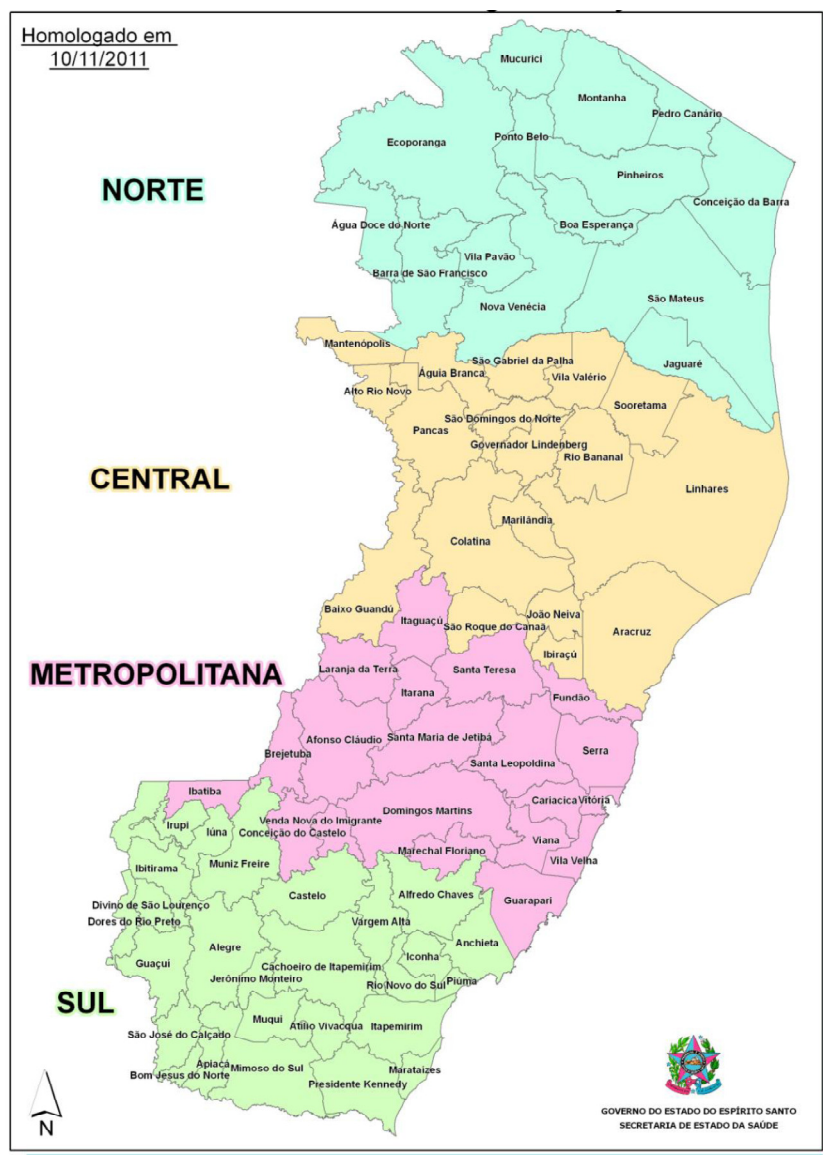 Homologado em
10/11/2011
NORTE
Mucurici
Montanha
Pedro Canário
Ecoporanga
Ponto Belo
Pinheiros
Conceição da Barra
Água Doce do Norte
Boa Esperança
Vila Pavão
Barra de São Francisco
Nova Venécia
São Mateus
Jaguaré
CENTRAL
Mantenópolis
São Gabriel da Palha
Águia Branca
Vila Valério
Alto Rio Novo
Sooretama
São Domingos do Norte
Pancas
Governador Lindenberg
Rio Bananal
Linhares
Marilândia
Colatina
Baixo Guandú
João Neiva
São Roque do Canaã
Aracruz
Ibiraçú
METROPOLITANA
Itaguaçú
Laranja da Terra
Santa Teresa
Itarana
Fundão
Afonso Cláudio
Santa Maria de Jetibá
Brejetuba
Serra
Santa Leopoldina
Ibatiba
Cariacica
Vitória
Domingos Martins
Venda Nova do Imigrante
Conceição do Castelo
Viana
Marechal Floriano
Vila Velha
Guarapari
SUL
Irupi
Iúna
Ibitirama
Muniz Freire
Castelo
Alfredo Chaves
Divino de São Lourenço
Dores do Rio Preto
Vargem Alta
Anchieta
Alegre
Iconha
Guaçui
Cachoeiro de Itapemirim
Jerônimo Monteiro
Rio Novo do Sul
Piúma
Muqui
Atílio Vivacqua
Itapemirim
São José do Calçado
Apiacá
Mimoso do Sul
Bom Jesus do Norte
Marataízes
Presidente Kennedy
N
GOVERNO DO ESTADO DO ESPÍRITO SANTO
SECRETARIA DE ESTADO DA SAÚDE